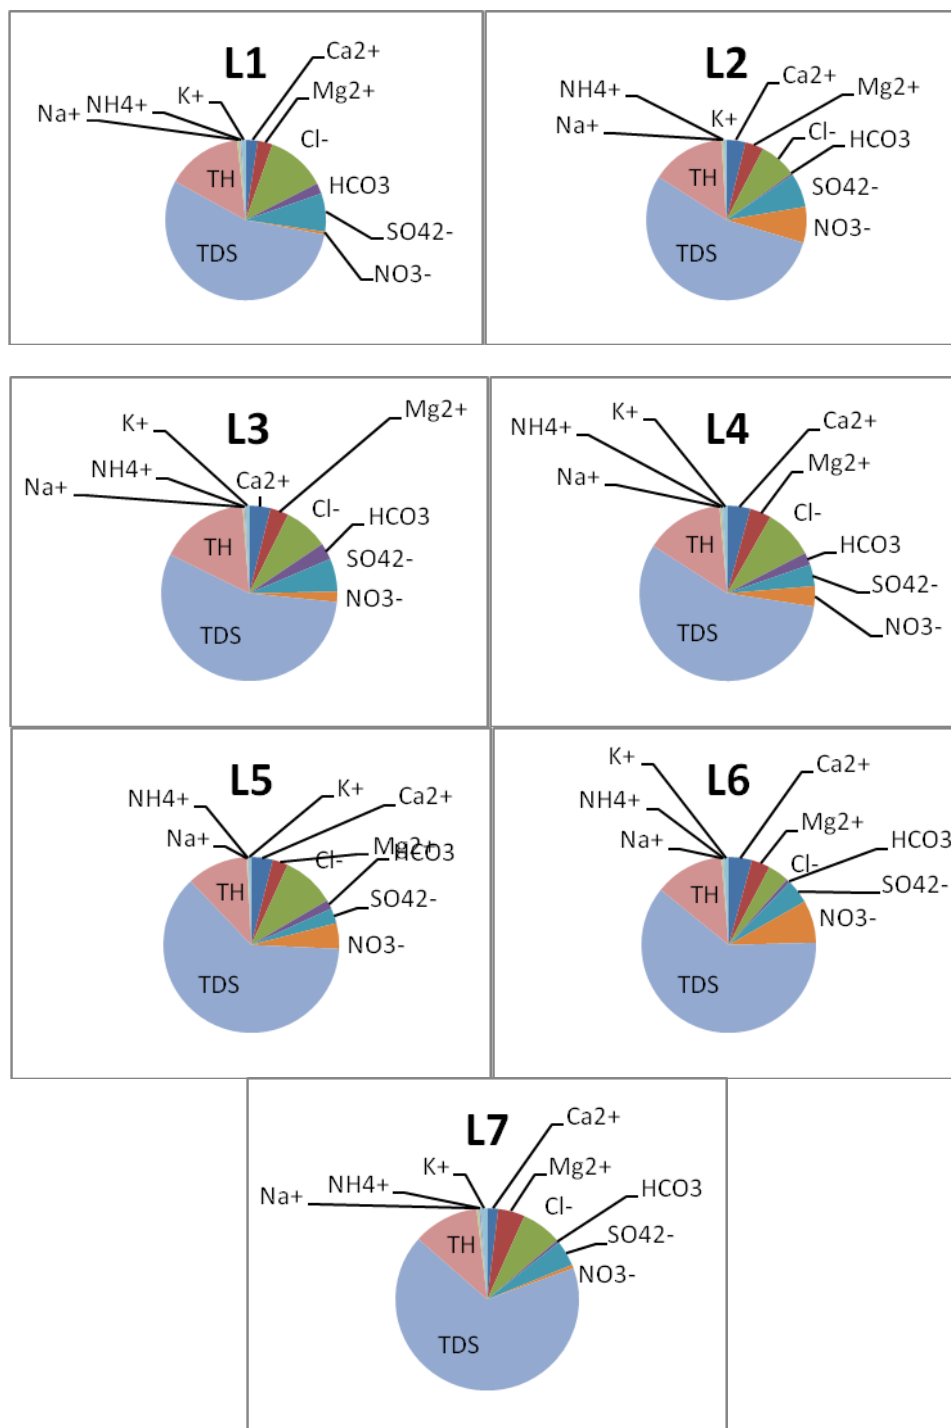 L1
Ca2+
K+
Mg2+
NH4+
Na+
Cl-
TH
HCO3
SO42-
TDS
NO3-
L2
Ca2+
NH4+
Mg2+
K+
Na+
Cl-
HCO3
TH
SO42-
NO3-
TDS
L3
Mg2+
K+
NH4+
Ca2+
Na+
Cl-
HCO3
TH
SO42-
NO3-
TDS
L4
K+
Ca2+
NH4+
Mg2+
Na+
Cl-
TH
HCO3
SO42-
NO3-
TDS
L5
K+
NH4+
Ca2+
Na+
Mg2+
Cl-
HCO3
TH
SO42-
NO3-
TDS
L6
K+
Ca2+
NH4+
Mg2+
Na+
HCO3
Cl-
TH
SO42-
NO3-
TDS
L7
Ca2+
K+
Mg2+
NH4+
HCO3
Na+
Cl-
TH
SO42-
NO3-
TDS